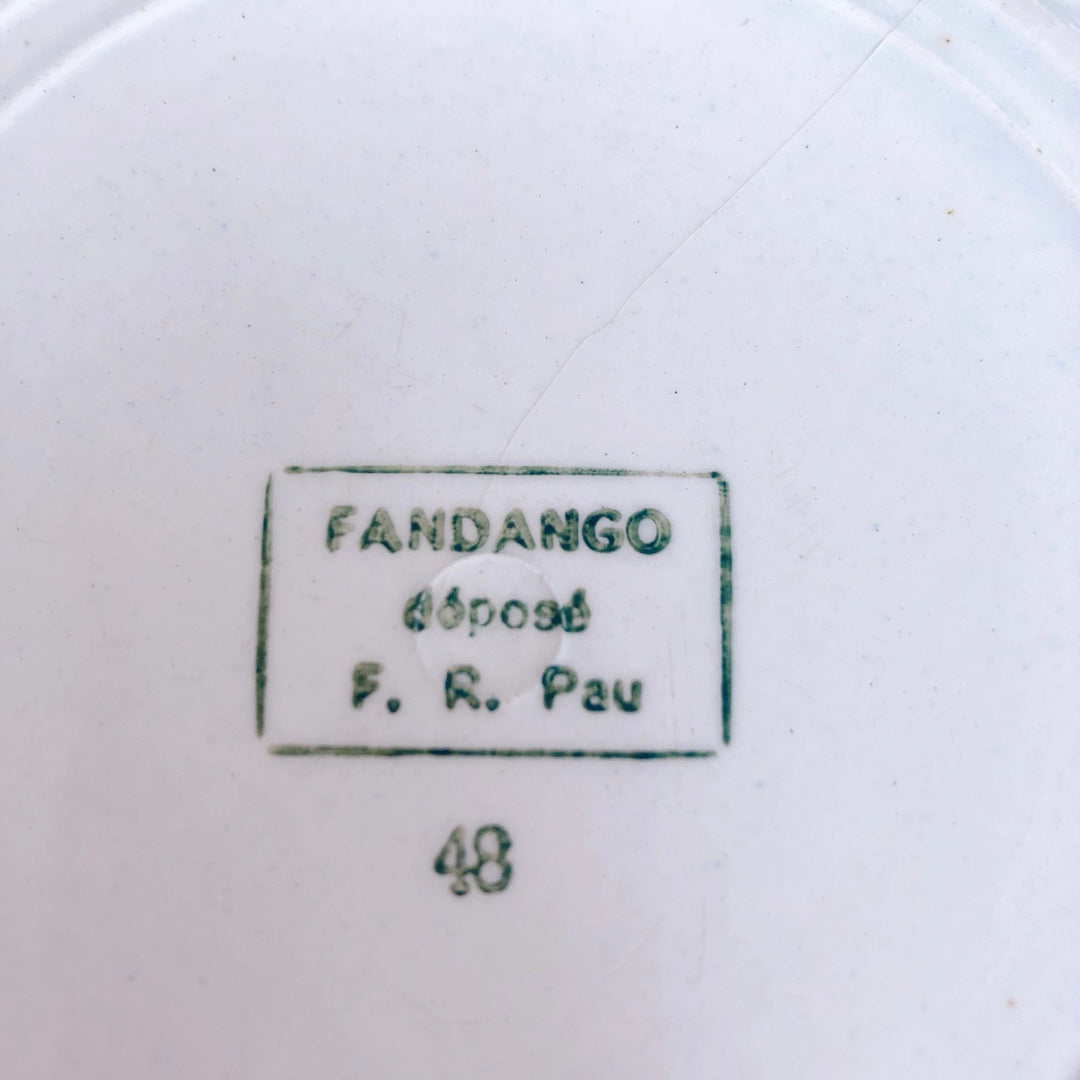 FANDANGO
déposé
F. R. Pau
48